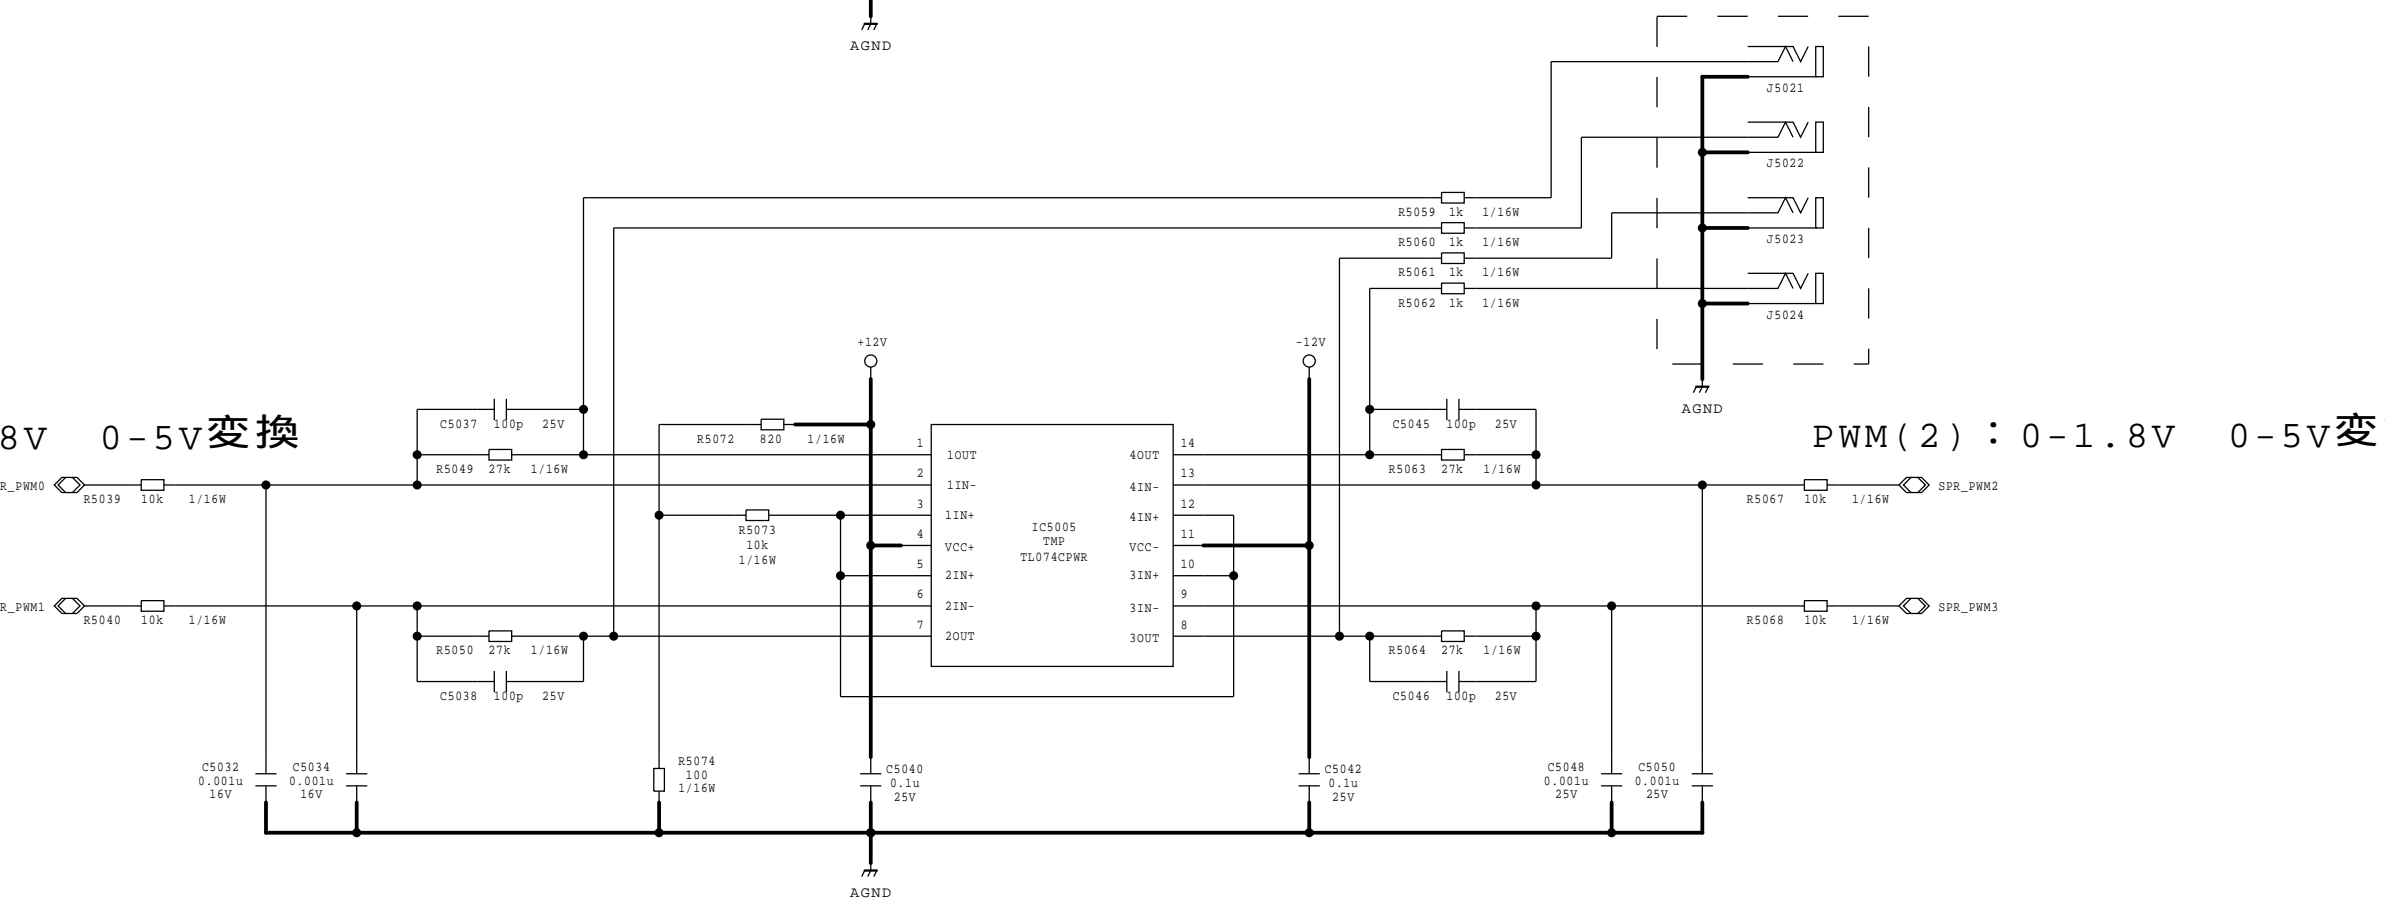 AGND
J5021
J5022
J5023
J5024
AGND
R5059 1k 1/16W
R5060 1k 1/16W
R5061 1k 1/16W
R5062 1k 1/16W
+12V
-12V
8V 0-5V変換
PWM(2):0-1.8V 0-5V変
C5037 100p 25V
R5049 27k 1/16W
R5072 820 1/16W
C5045 100p 25V
R5063 27k 1/16W
R_PWM0
R5039 10k 1/16W
R5067 10k 1/16W
SPR_PWM2
R5073
10k
1/16W
1 1OUT
2 1IN-
3 1IN+
4 VCC+
5 2IN+
6 2IN-
7 2OUT
IC5005
TMP
TL074CPWR
14 4OUT
13 4IN-
12 4IN+
11 VCC-
10 3IN+
9 3IN-
8 3OUT
R_PWM1
R5040 10k 1/16W
R5068 10k 1/16W
SPR_PWM3
R5050 27k 1/16W
C5038 100p 25V
R5064 27k 1/16W
C5046 100p 25V
C5032
0.001u
16V
C5034
0.001u
16V
R5074
100
1/16W
C5040
0.1u
25V
C5042
0.1u
25V
C5048
0.001u
25V
C5050
0.001u
25V
AGND